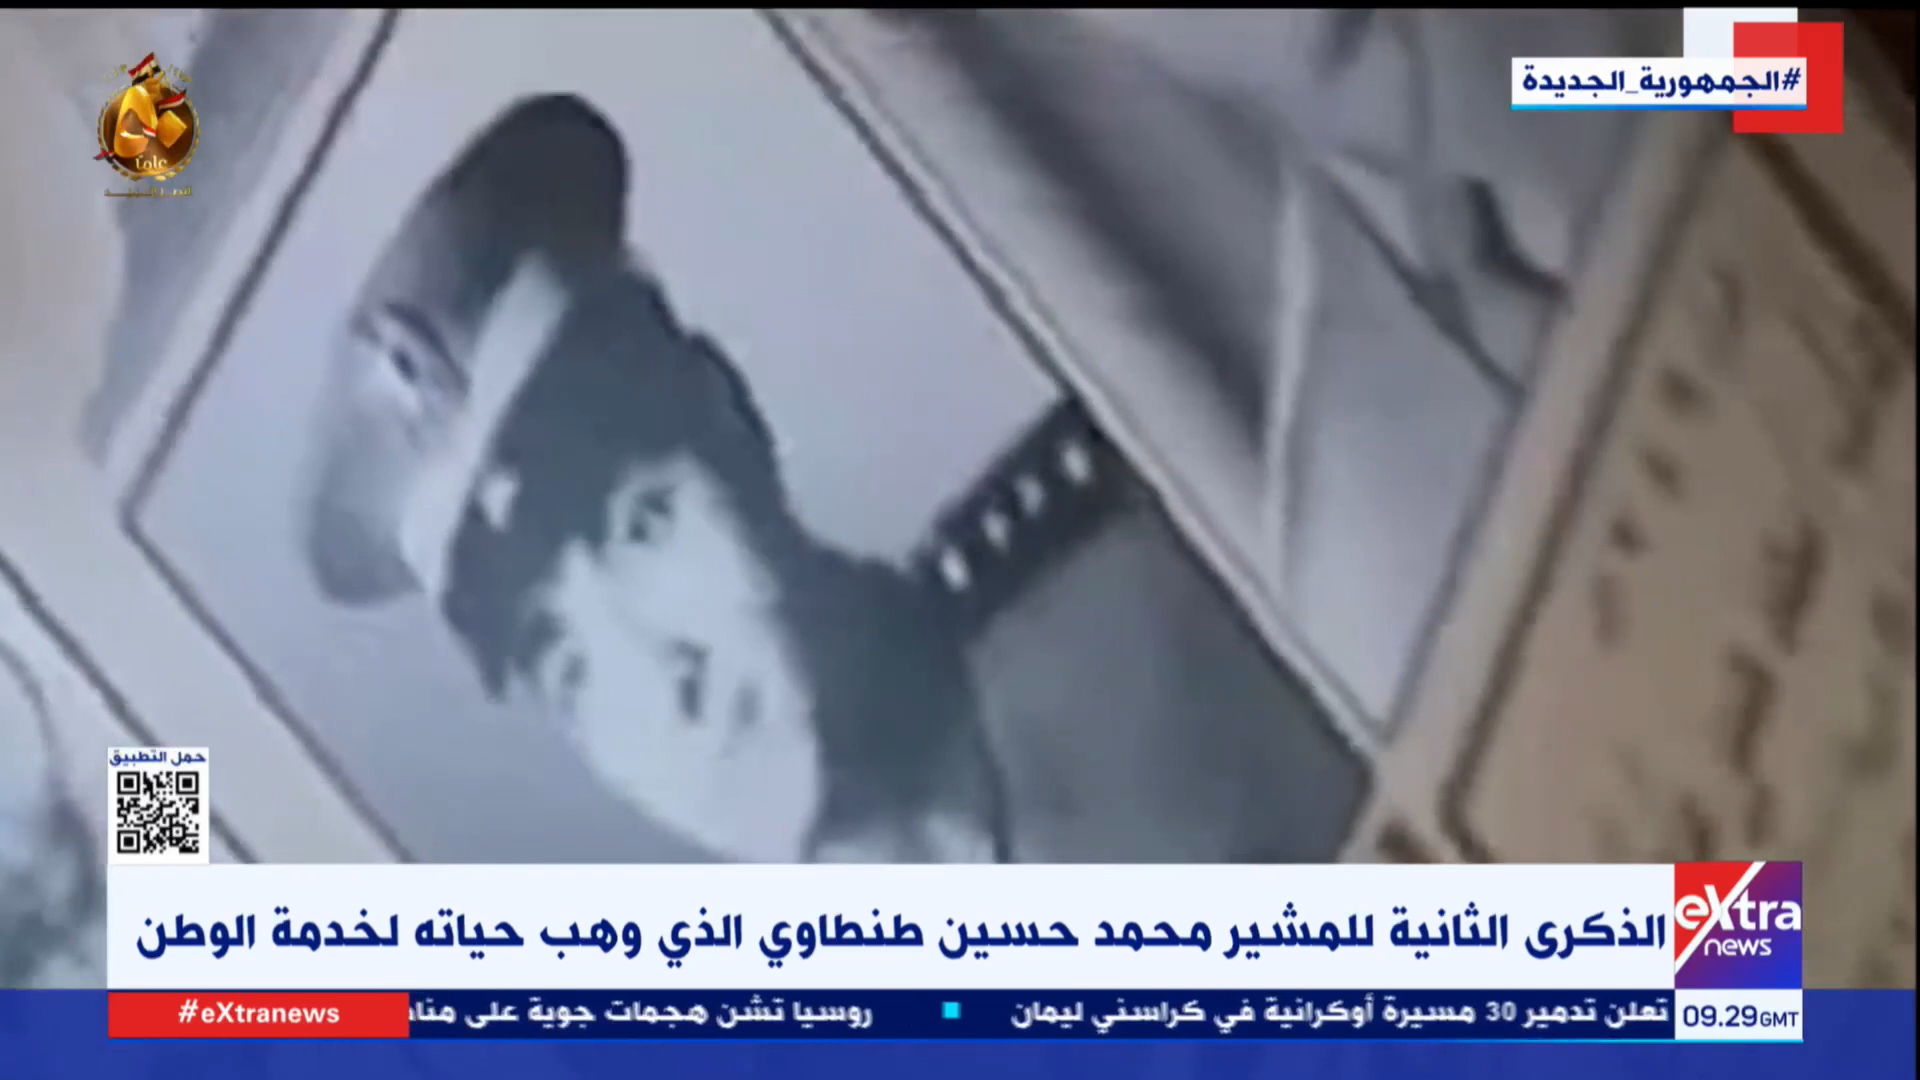 #الجمهورية_الجديدة
عاما
حمل التطبيق
الذكرى الثانية للمشير محمد حسين طنطاوي الذي وهب حياته لخدمة الوطن
eXtra
news
#eXtranews
تعلن تدمير 30 مسيرة أوكرانية في كراسني ليمان
روسيا تشن هجمات جوية على
09.29GMT